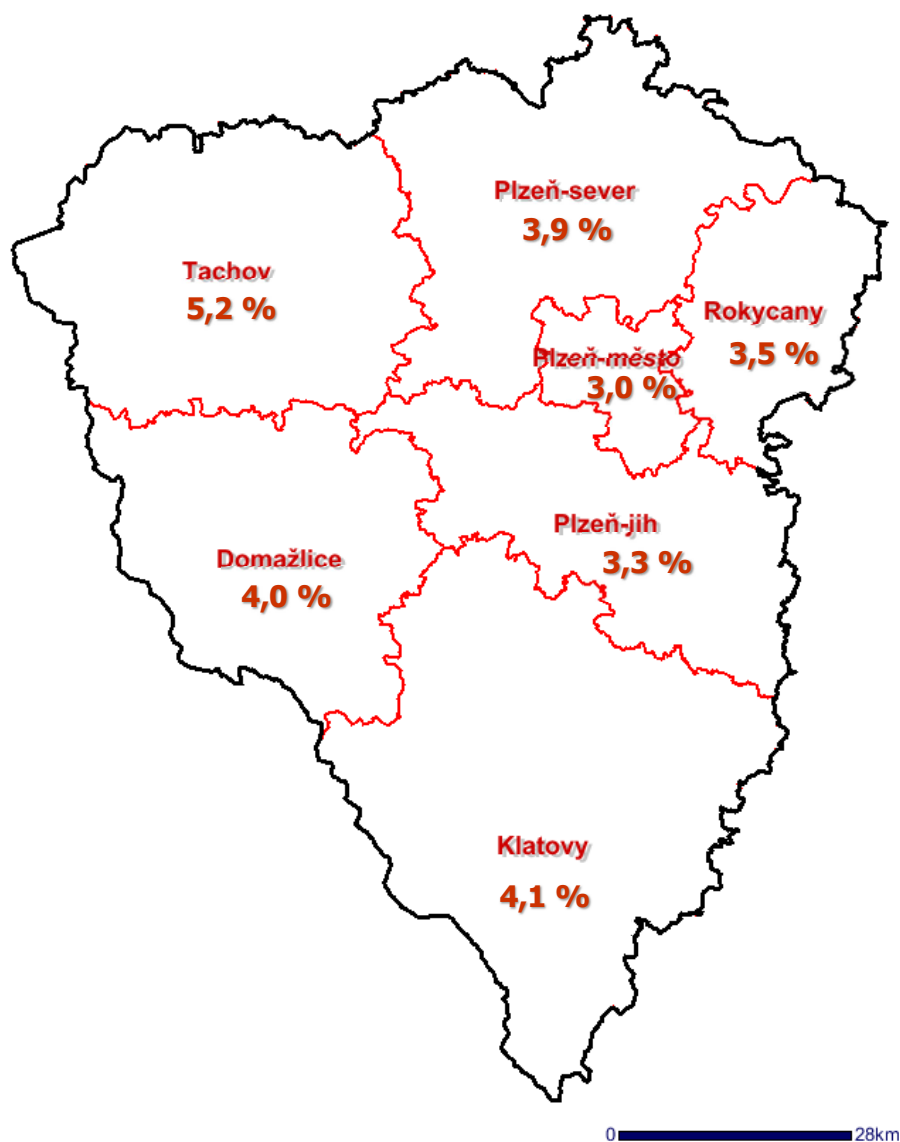 Plzeň-sever
3,9 %
Tachov
5,2 %
Rokycany
3,5 %
Plzeň-město
3,0 %
Plzeň-jih
3,3 %
Domažlice
4,0 %
Klatovy
4,1 %
0 28km